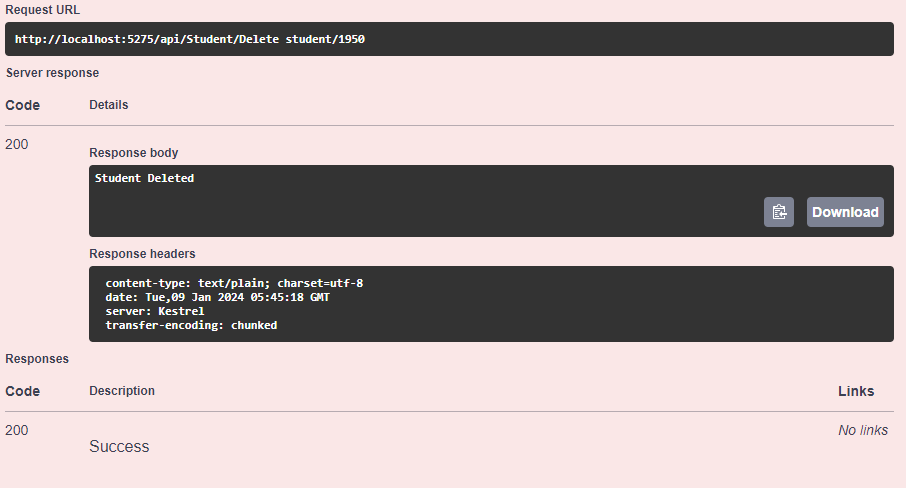 Request URL
http://localhost:5275/api/Student/Delete student/1950
Server response
Code Details
200
Response body
Student Deleted
Download
Response headers
content-type: text/plain; charset=utf-8
date: Tue,09 Jan 2024 05:45:18 GMT
server: Kestrel
transfer-encoding: chunked
Responses
Code Description Links
200 No links
Success